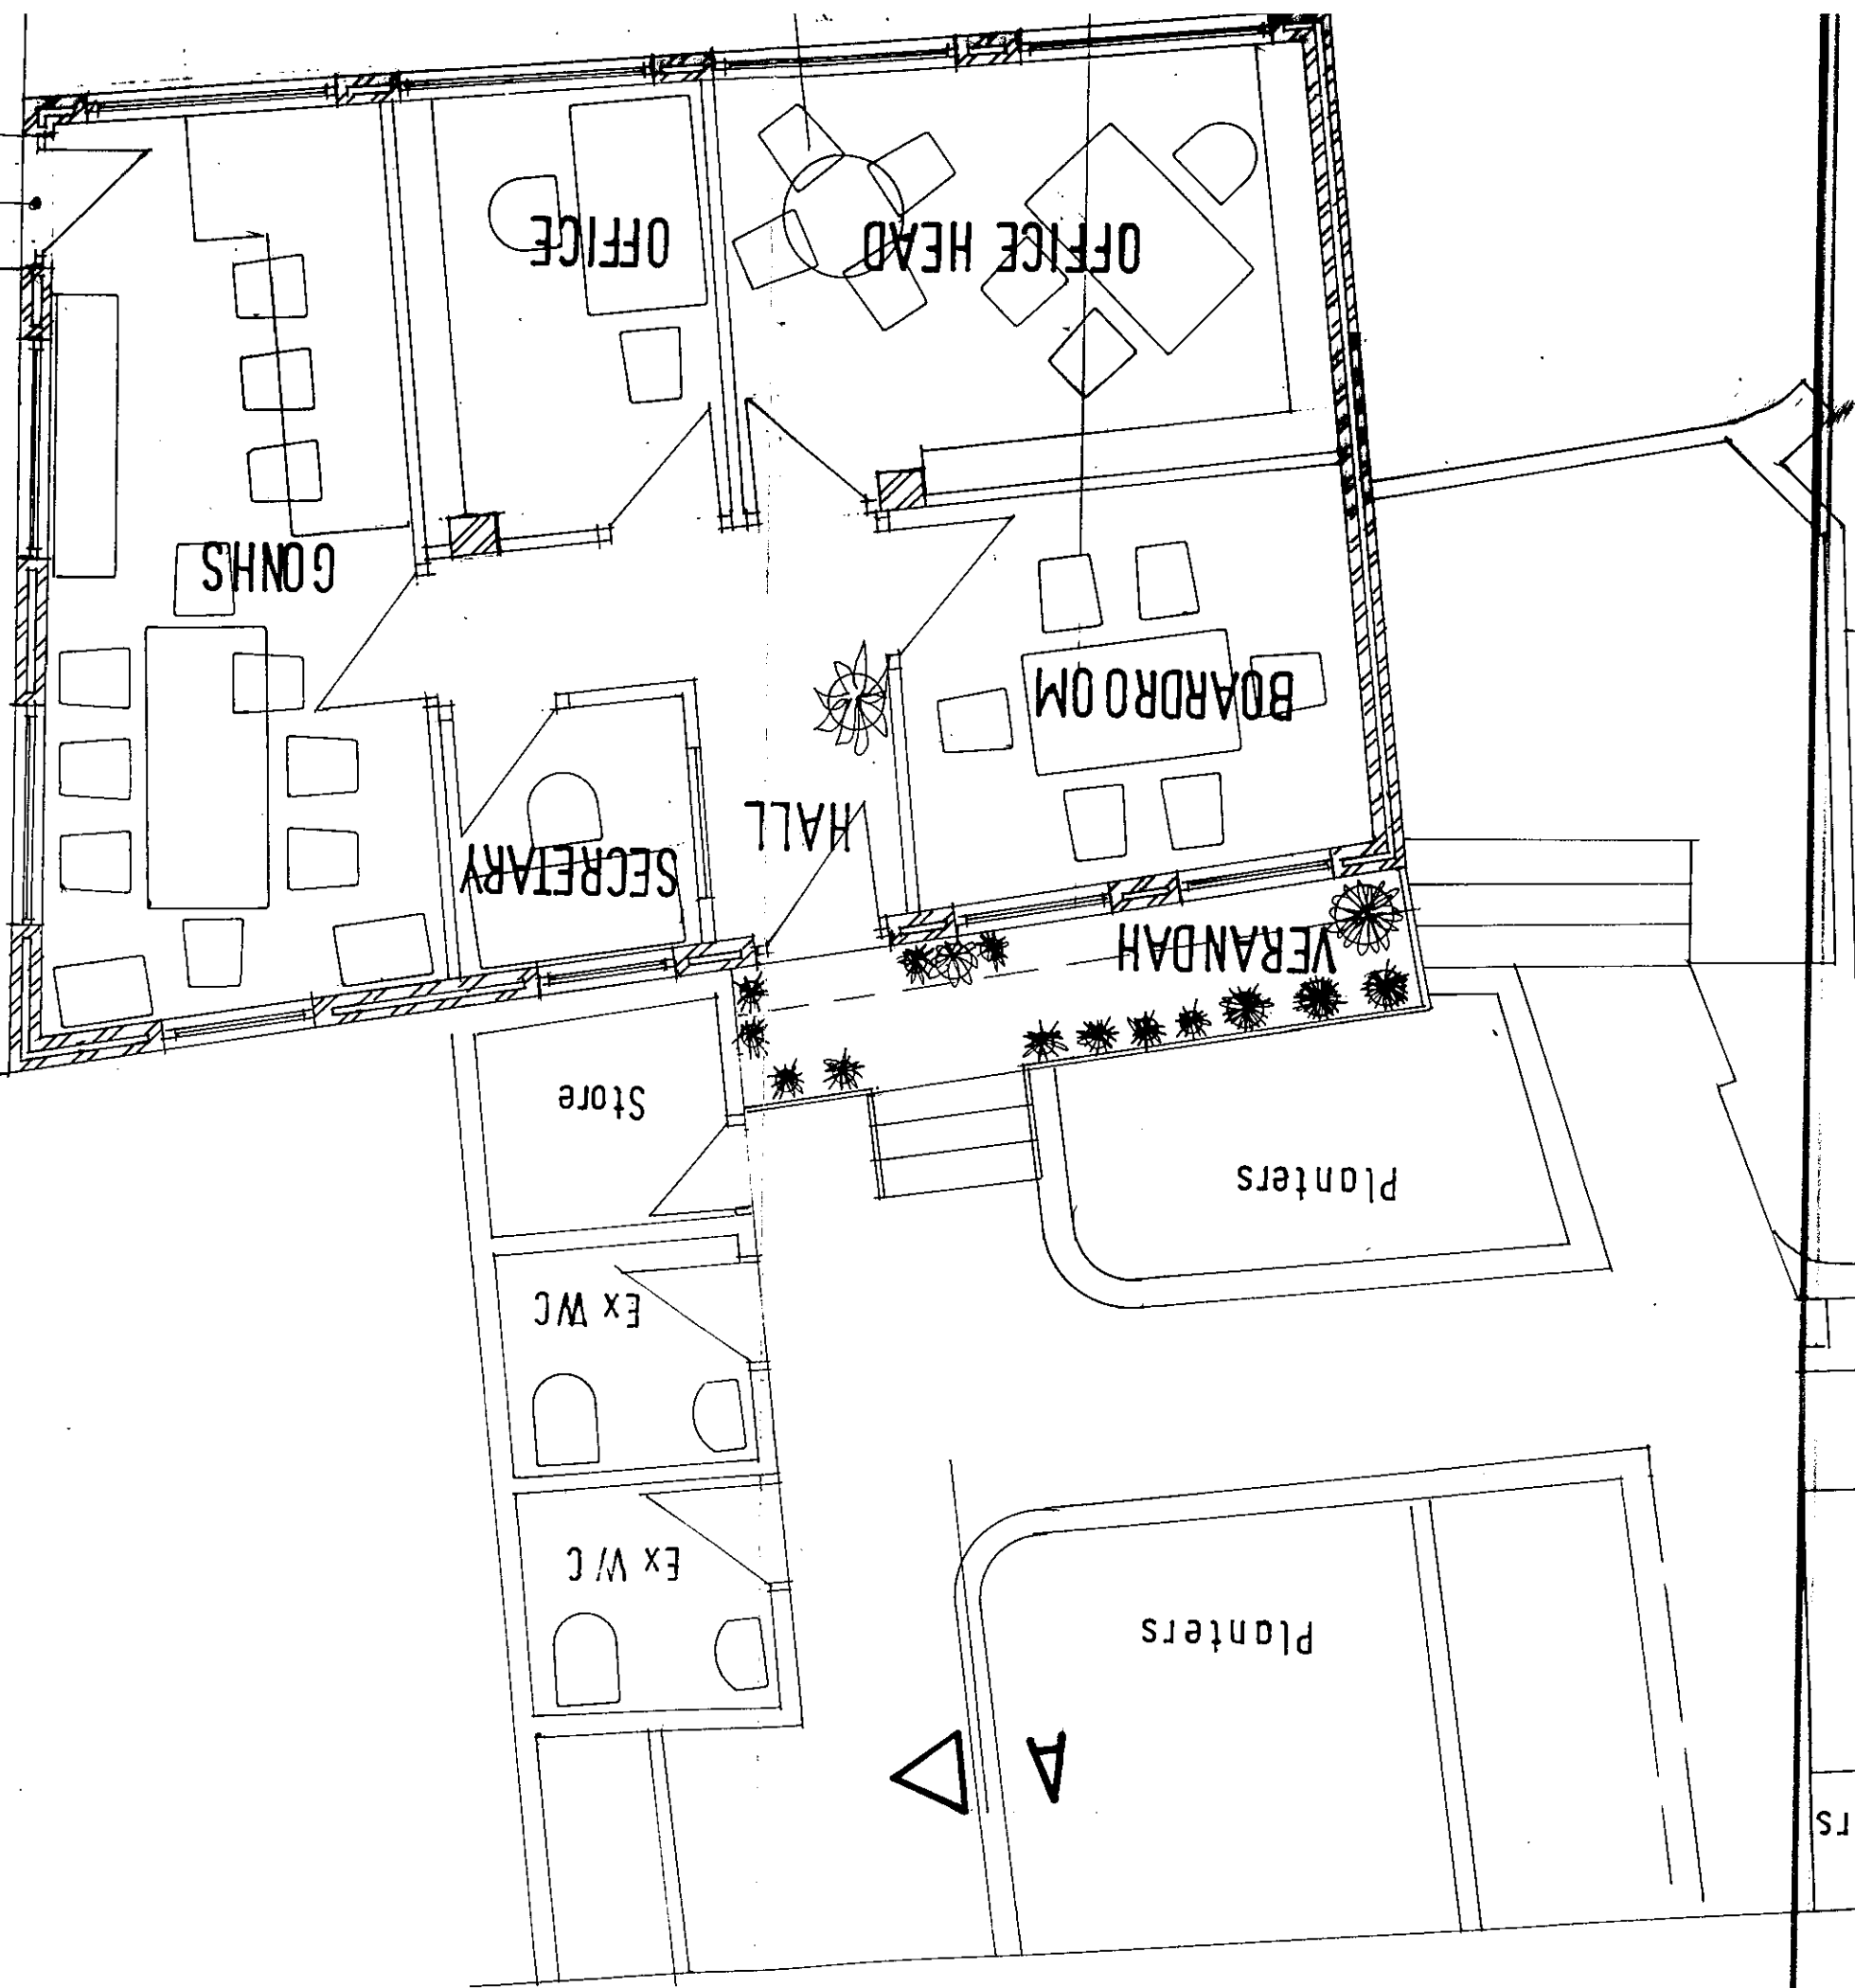 A
Planters
Ex W/C
Ex WC
Planters
Store
VERANDAH
SECRETARY
HALL
BOARDROOM
GONHS
OFFICE HEAD
OFFICE